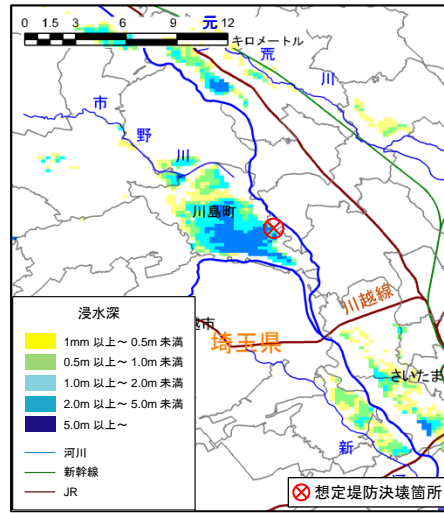 0 1.5 3 6 9 12
キロメートル
元
荒
川
市
野
川
川島町
川越線
越市
埼玉県
さいたま
新
河
浸水深
1mm 以上～ 0.5m 未満
0.5m 以上～ 1.0m 未満
1.0m 以上～ 2.0m 未満
2.0m 以上～ 5.0m 未満
5.0m 以上～
河川
新幹線
JR
想定堤防決壊箇所